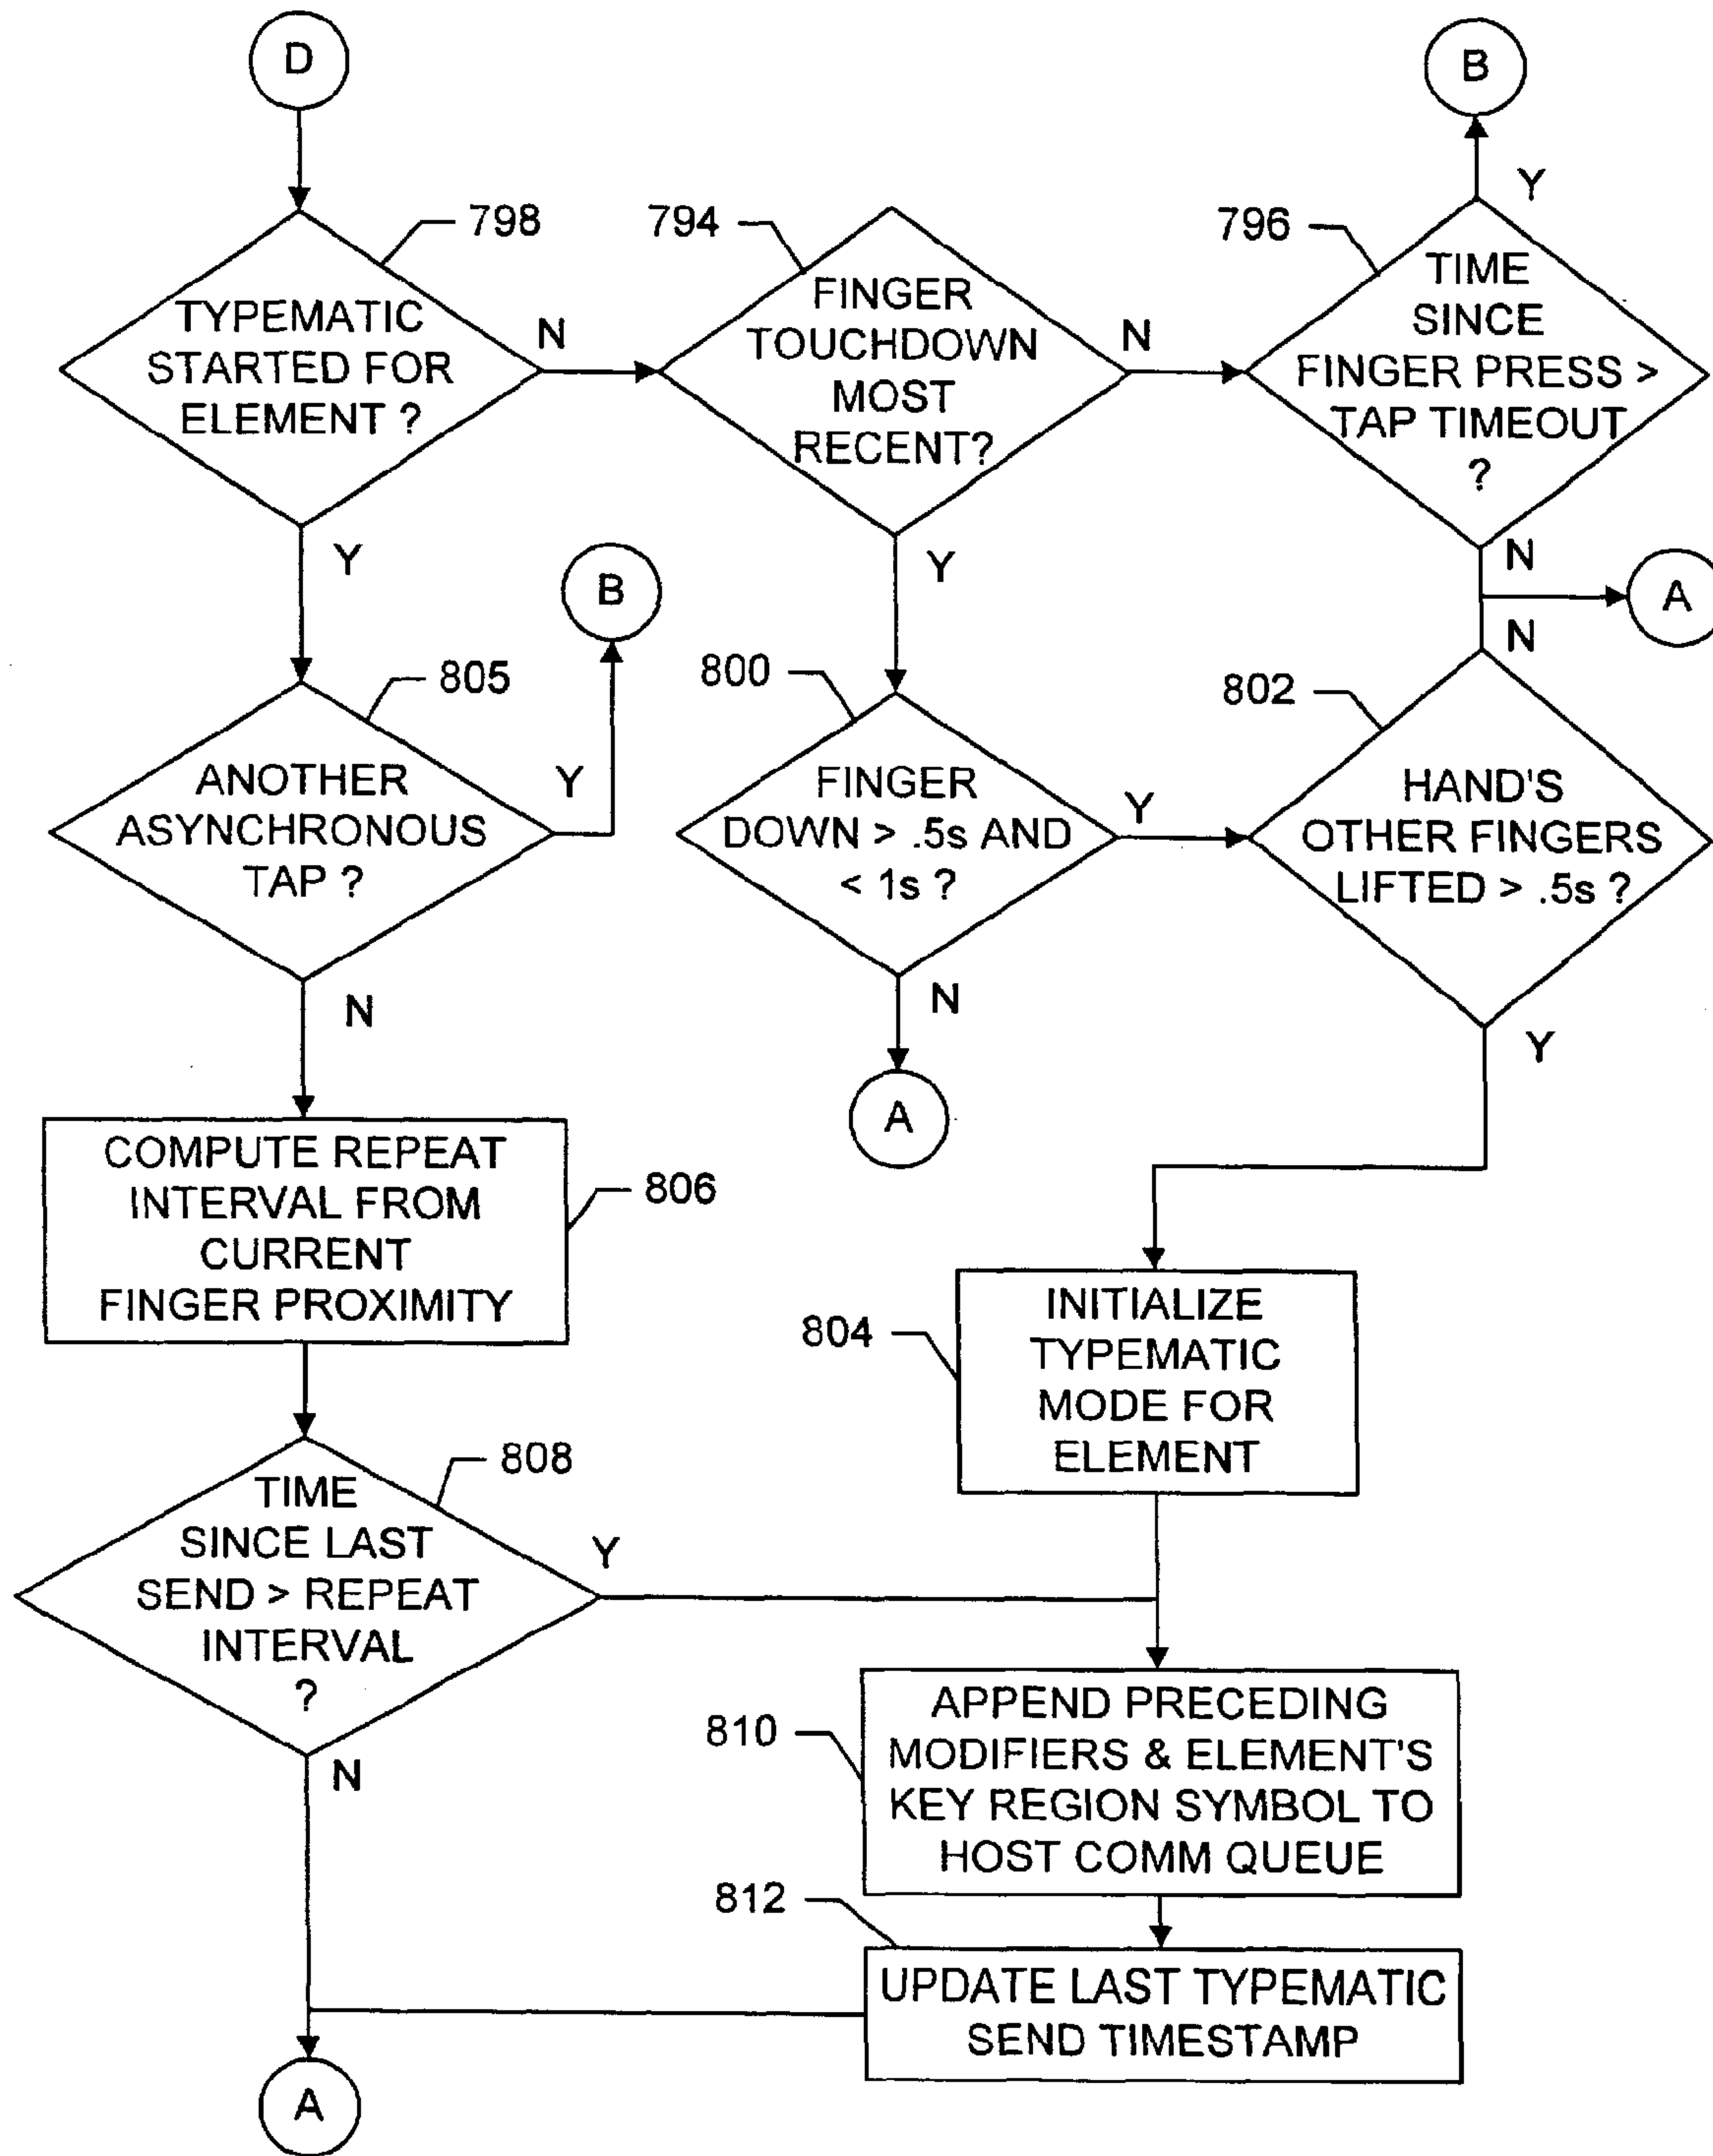 D
B
798
794
796
TYPEMATIC
STARTED FOR
ELEMENT ?
N
Y
FINGER
TOUCHDOWN
MOST
RECENT?
N
Y
TIME
SINCE
FINGER PRESS >
TAP TIMEOUT
?
Y
N
A
B
805
ANOTHER
ASYNCHRONOUS
TAP ?
Y
N
800
FINGER
DOWN > .5s AND
< 1s ?
Y
N
A
802
N
HAND'S
OTHER FINGERS
LIFTED > .5s ?
Y
COMPUTE REPEAT
INTERVAL FROM
CURRENT
FINGER PROXIMITY
806
804
INITIALIZE
TYPEMATIC
MODE FOR
ELEMENT
808
TIME
SINCE LAST
SEND > REPEAT
INTERVAL
?
Y
N
810
APPEND PRECEDING
MODIFIERS & ELEMENT'S
KEY REGION SYMBOL TO
HOST COMM QUEUE
812
UPDATE LAST TYPEMATIC
SEND TIMESTAMP
A